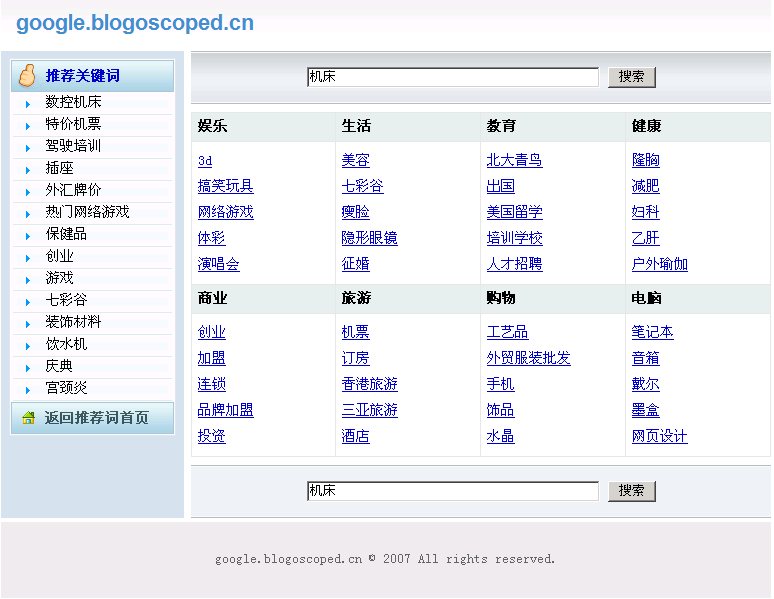 google.blogoscoped.cn
推荐关键词
数控机床
特价机票
驾驶培训
插座
外汇牌价
热门网络游戏
保健品
创业
游戏
七彩谷
装饰材料
饮水机
庆典
宫颈炎
返回推荐词首页
机床 搜索
娱乐 生活 教育 健康
3d 美容 北大青鸟 隆胸
搞笑玩具 七彩谷 出国 减肥
网络游戏 瘦脸 美国留学 妇科
体彩 隐形眼镜 培训学校 乙肝
演唱会 征婚 人才招聘 户外瑜伽
商业 旅游 购物 电脑
创业 机票 工艺品 笔记本
加盟 订房 外贸服装批发 音箱
连锁 香港旅游 手机 戴尔
品牌加盟 三亚旅游 饰品 墨盒
投资 酒店 水晶 网页设计
机床 搜索
google.blogoscoped.cn © 2007 All rights reserved.